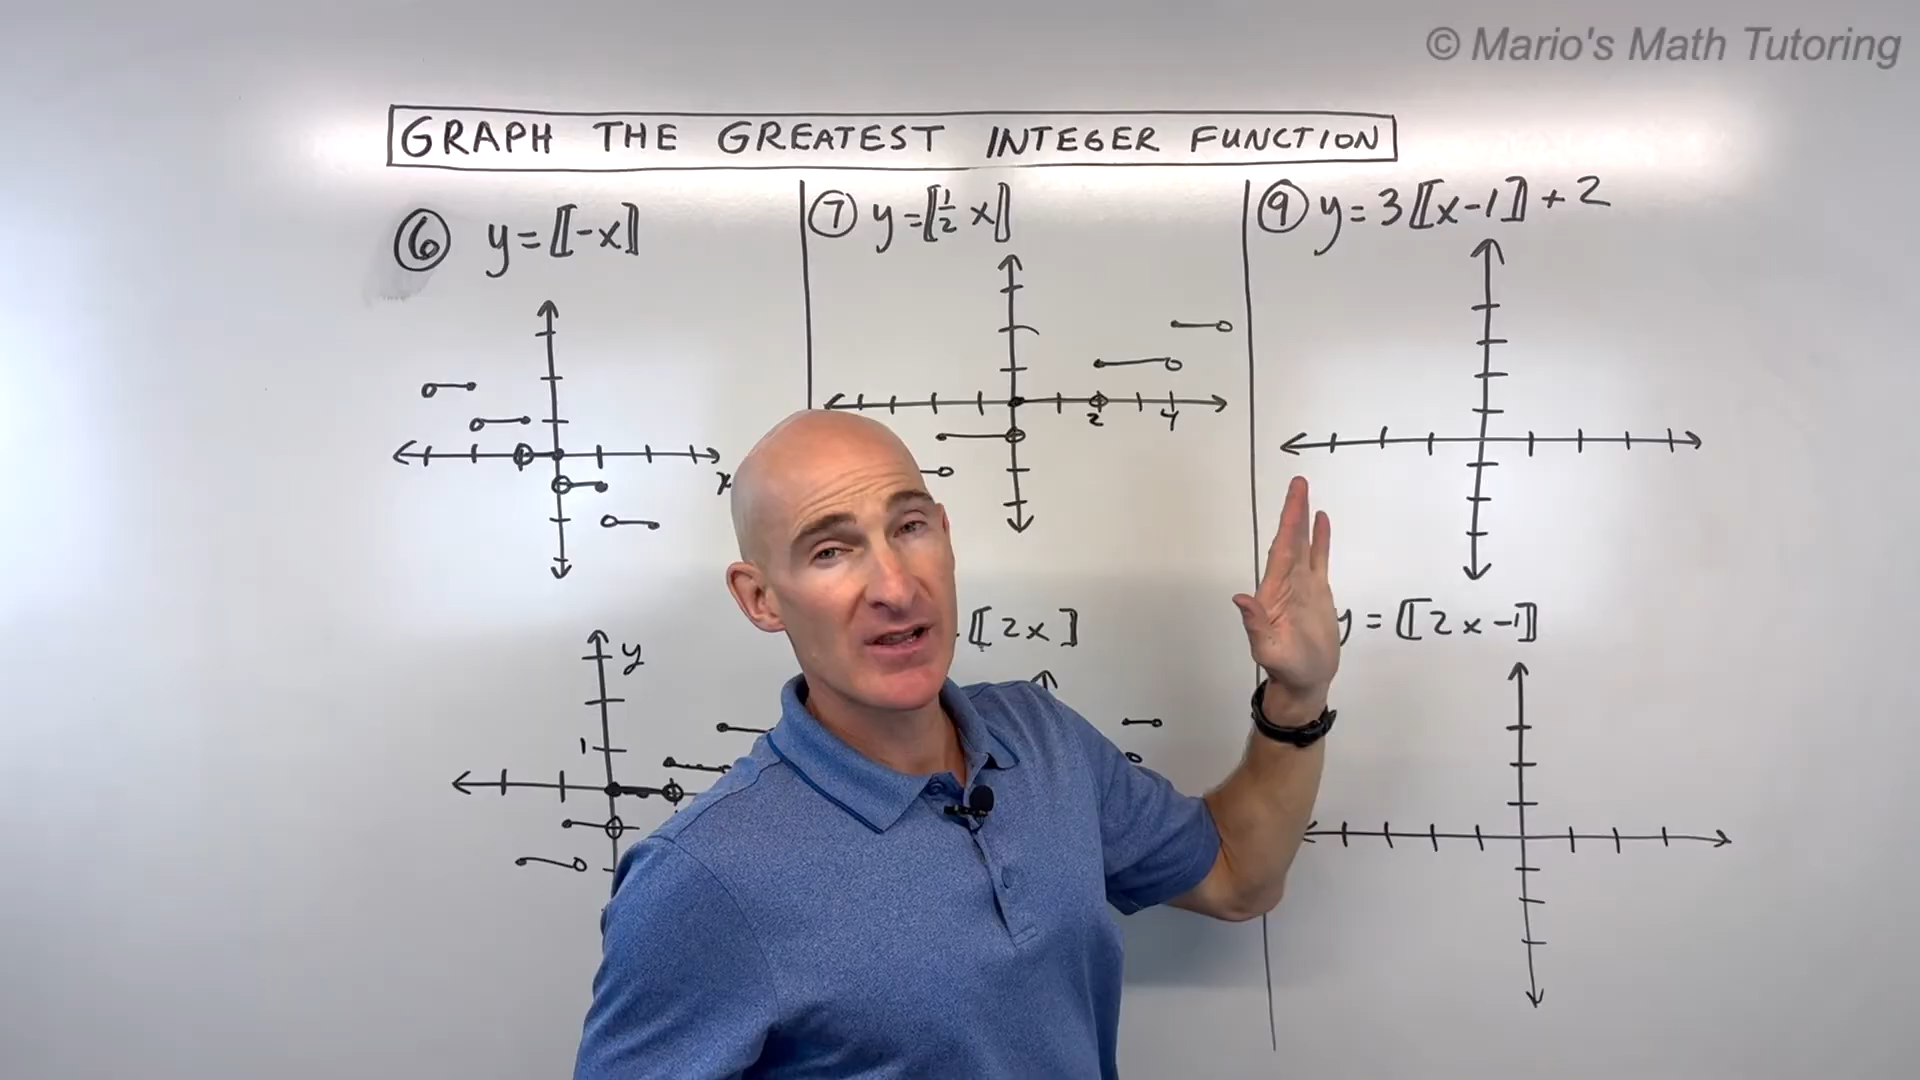 © Mario's Math Tutoring
GRAPH THE GREATEST INTEGER FUNCTION
⑥ y=⟦-x⟧
⑦ y=⟦½x⟧
2 4
x
⑨ y=3⟦x-1⟧+2
y
1
⟦2x⟧
y=⟦2x-1⟧